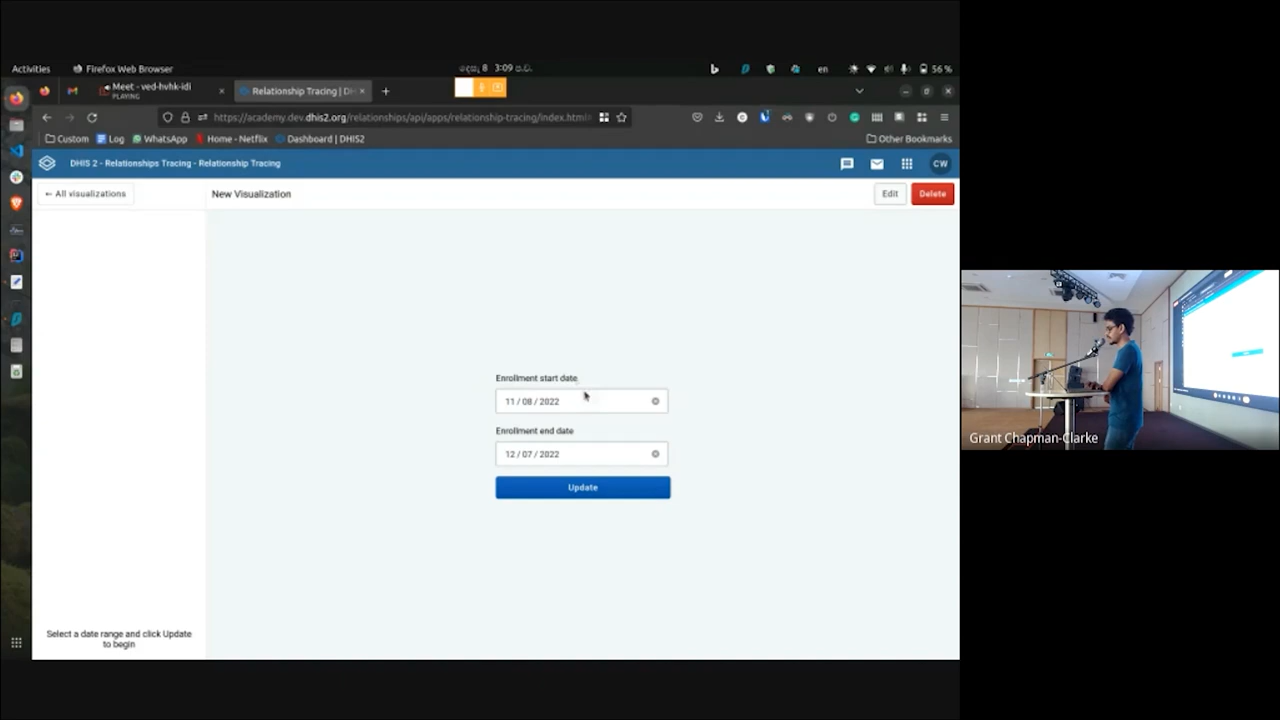 Activities
Firefox Web Browser
දෙසැ 8 3:09 ප.ව.
en
56 %
Meet - ved-hvhk-idi
PLAYING
Relationship Tracing | DH
https://academy.dev.dhis2.org/relationships/api/apps/relationship-tracing/index.html
Custom
Log
WhatsApp
Home - Netflix
Dashboard | DHIS2
Other Bookmarks
DHIS 2 - Relationships Tracing - Relationship Tracing
CW
← All visualizations
New Visualization
Edit
Delete
Enrollment start date
11 / 08 / 2022
Enrollment end date
12 / 07 / 2022
Update
Select a date range and click Update
to begin
Grant Chapman-Clarke